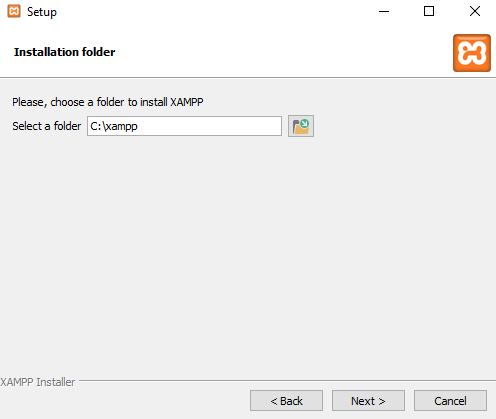 Setup
Installation folder
Please, choose a folder to install XAMPP
Select a folder C:\xampp
XAMPP Installer
< Back Next > Cancel